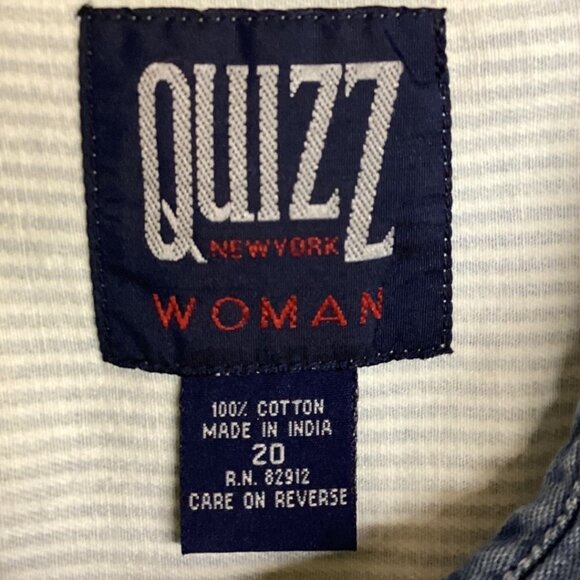 QUIZZ
NEW YORK
WOMAN
100% COTTON
MADE IN INDIA
20
R.N. 82912
CARE ON REVERSE